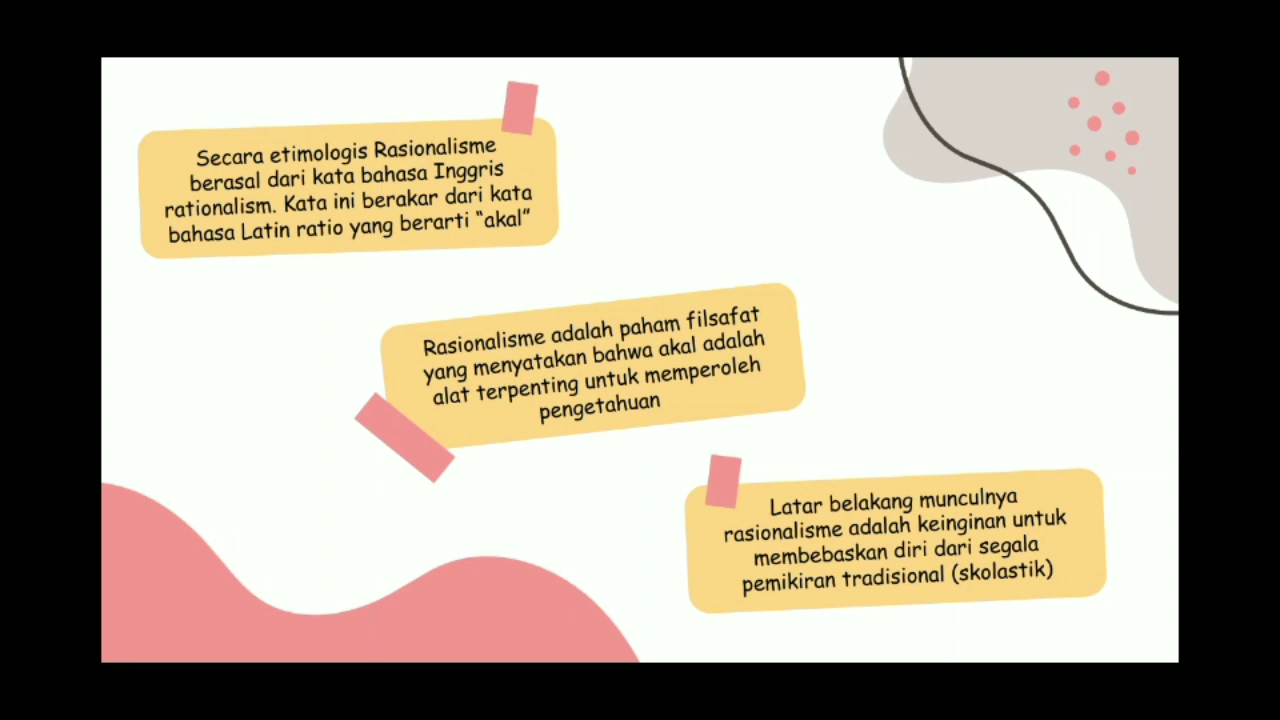 Secara etimologis Rasionalisme
berasal dari kata bahasa Inggris
rationalism. Kata ini berakar dari kata
bahasa Latin ratio yang berarti “akal”
Rasionalisme adalah paham filsafat
yang menyatakan bahwa akal adalah
alat terpenting untuk memperoleh
pengetahuan
Latar belakang munculnya
rasionalisme adalah keinginan untuk
membebaskan diri dari segala
pemikiran tradisional (skolastik)